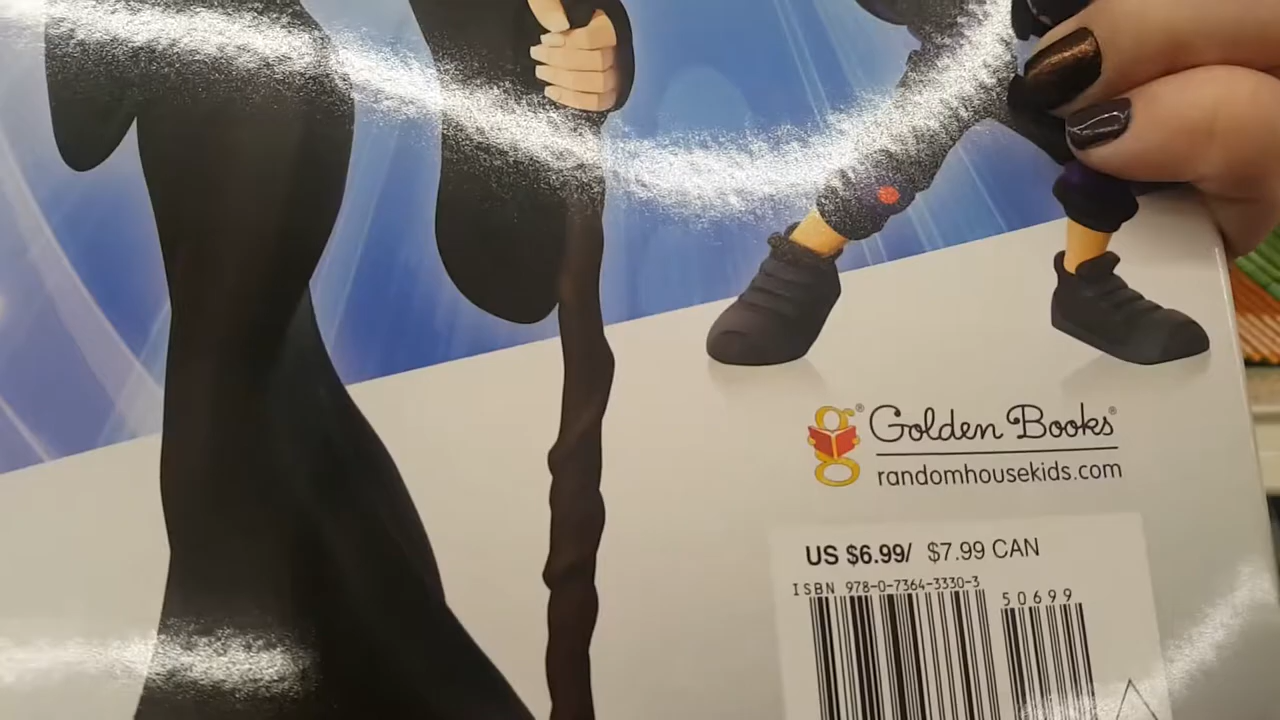 g® Golden Books®
randomhousekids.com
US $6.99/ $7.99 CAN
ISBN 978-0-7364-3330-3
50699